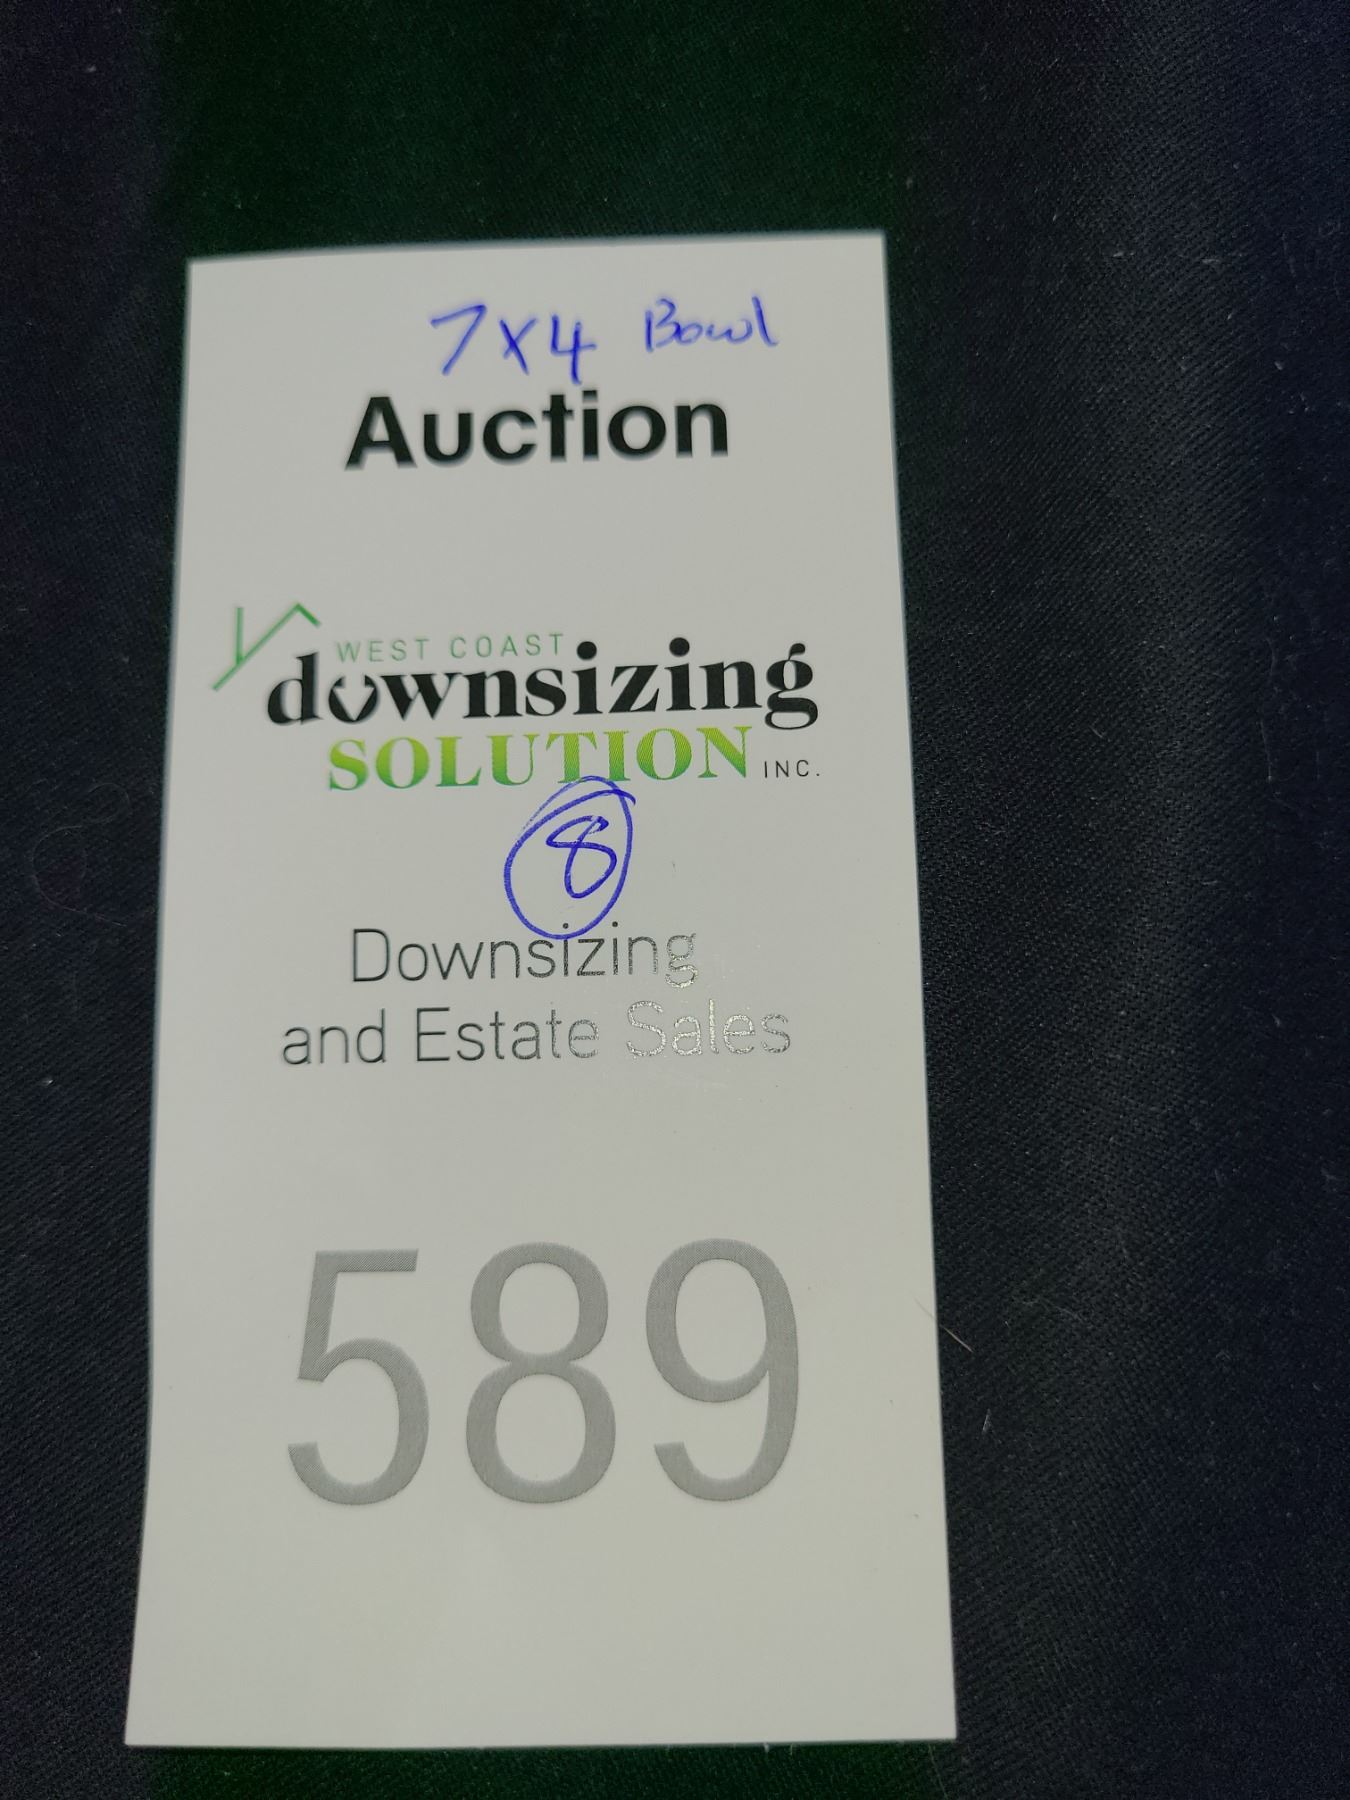 7x4 Bowl
Auction
WEST COAST
downsizing
SOLUTION INC.
8
Downsizing
and Estate Sales
589